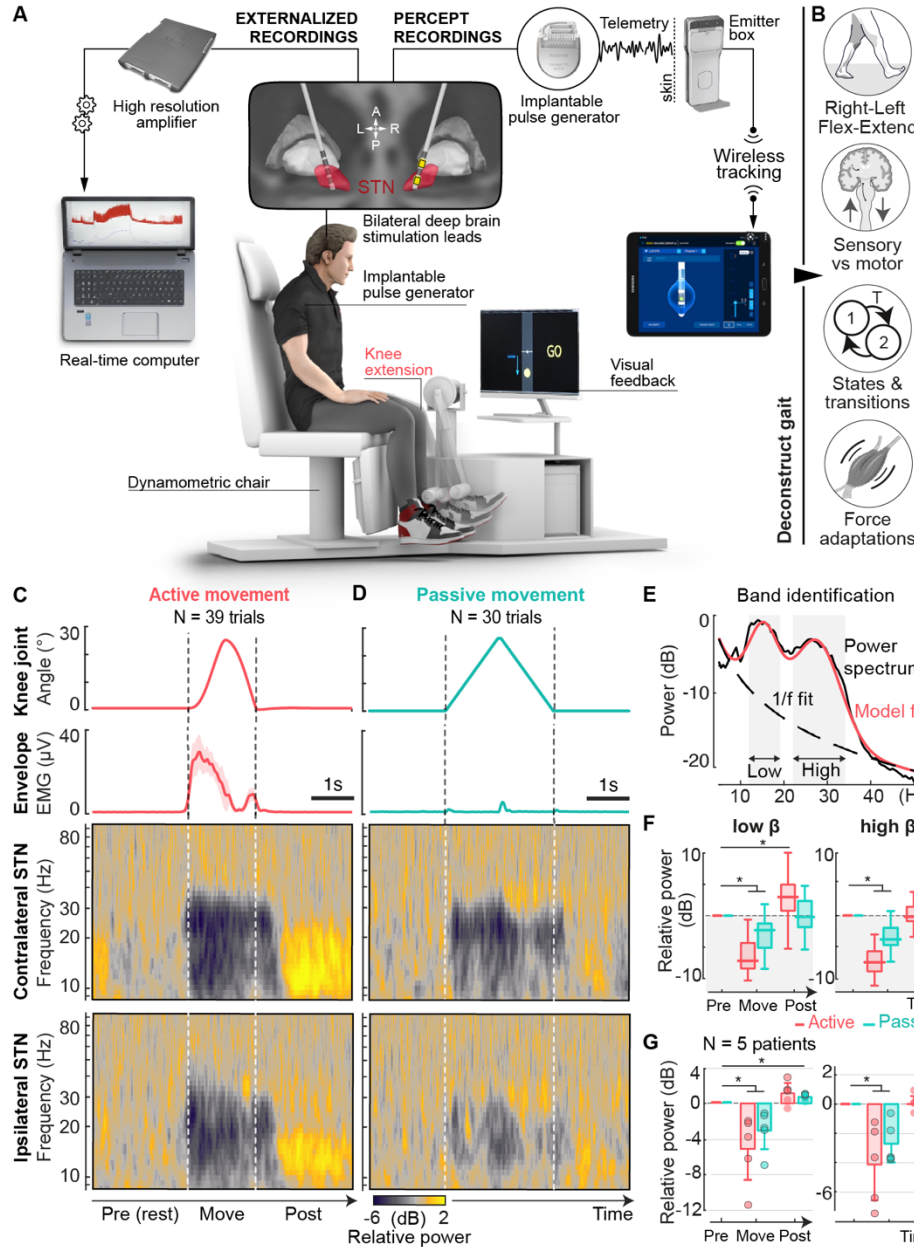 A
EXTERNALIZED
RECORDINGS
PERCEPT
RECORDINGS
Telemetry
Emitter
box
B
High resolution
amplifier
Implantable
pulse generator
skin
A
L R
P
STN
Wireless
tracking
Right-Left
Flex-Extend
Bilateral deep brain
stimulation leads
Implantable
pulse generator
Real-time computer
Knee
extension
GO
Visual
feedback
Dynamometric chair
Deconstruct gait
Sensory
vs motor
1
T
2
States &
transitions
Force
adaptations
C
Active movement
N = 39 trials
D
Passive movement
N = 30 trials
Knee joint
Angle (°)
30
0
Envelope
EMG (µV)
40
0
1s
1s
Contralateral STN
Frequency (Hz)
80
30
20
10
Ipsilateral STN
Frequency (Hz)
80
30
20
10
Pre (rest)
Move
Post
-6 (dB) 2
Relative power
Time
E
Band identification
Power (dB)
0
-10
-20
Power
spectrum
1/f fit
Model f
Low
High
10 20 30 40 (H
F
low β
high β
Relative power
(dB)
10
-10
10
-10
*
*
*
Pre Move Post
Ti
Active
Pass
G
N = 5 patients
Relative power (dB)
4
0
-4
-8
-12
2
0
-6
*
*
*
Pre Move Post
Tir